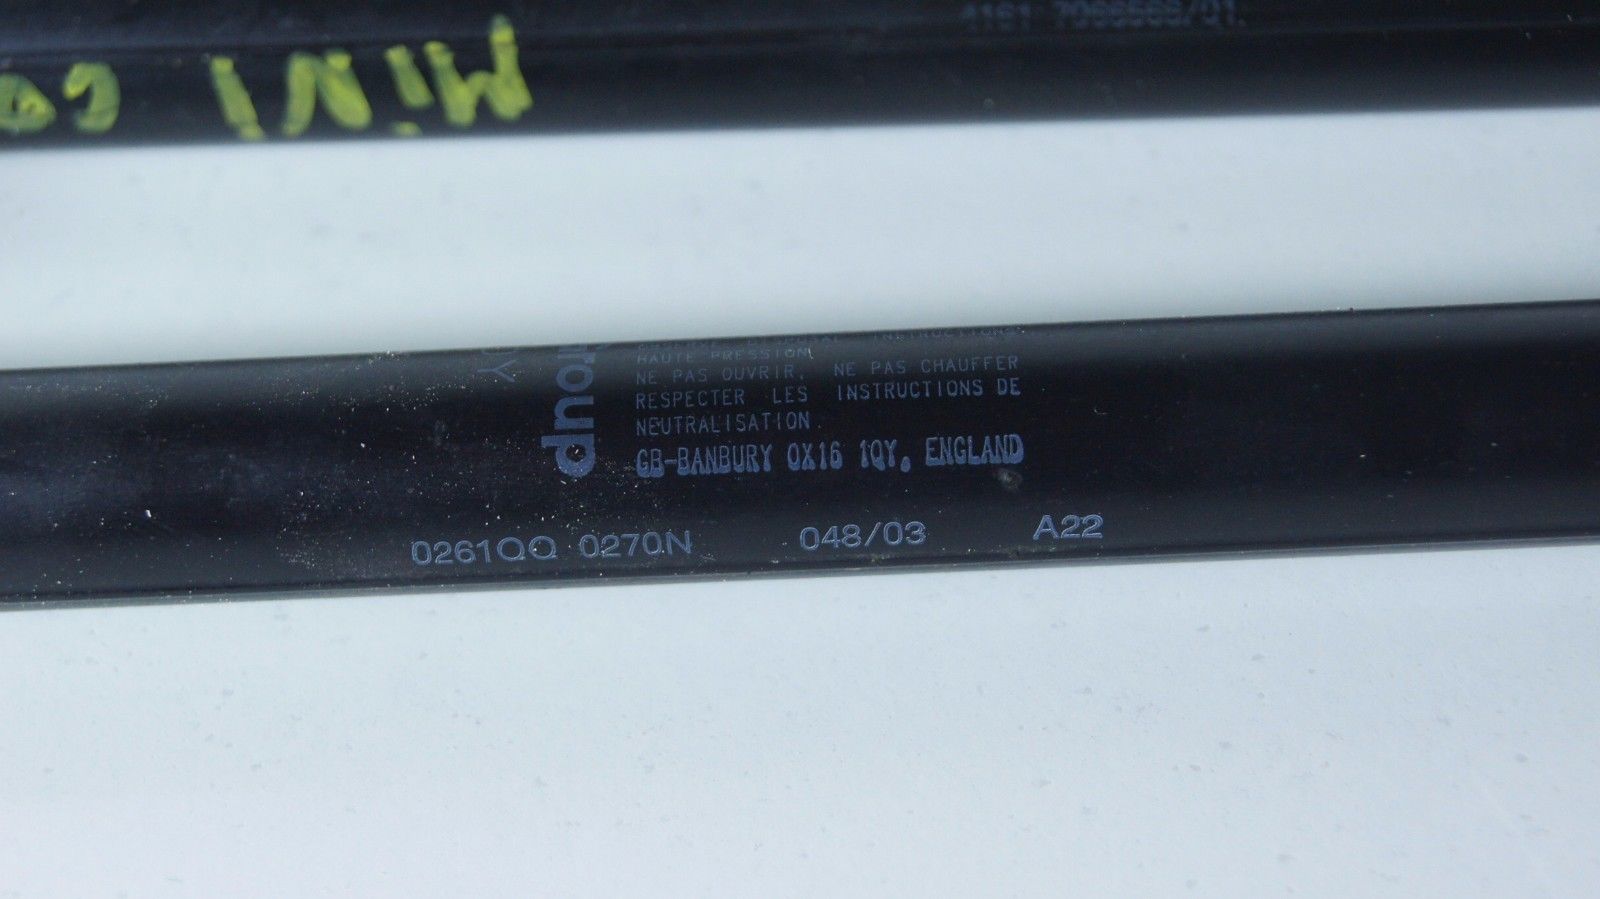 MINI
HAUTE PRESSION
NE PAS OUVRIR. NE PAS CHAUFFER
RESPECTER LES INSTRUCTIONS DE
NEUTRALISATION.
GB-BANBURY OX16 1QY, ENGLAND
roup
0261QQ 0270N 048/03 A22